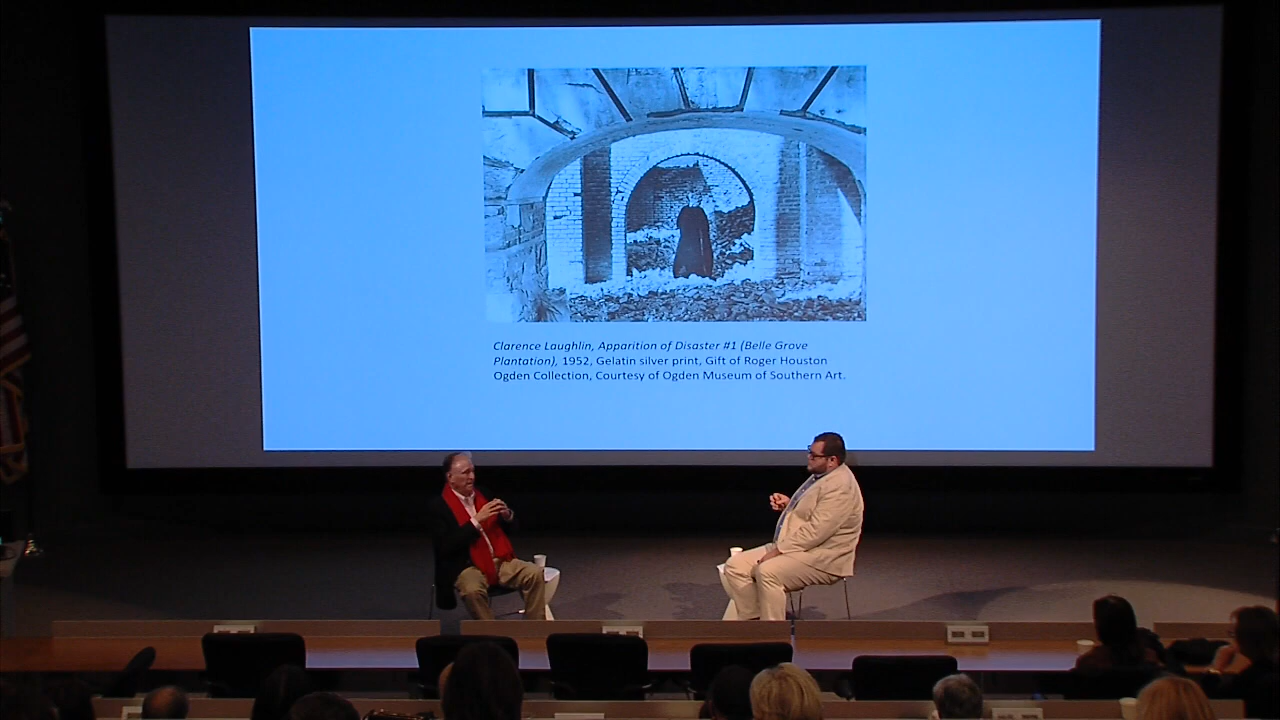 Clarence Laughlin, Apparition of Disaster #1 (Belle Grove
Plantation), 1952, Gelatin silver print, Gift of Roger Houston
Ogden Collection, Courtesy of Ogden Museum of Southern Art.